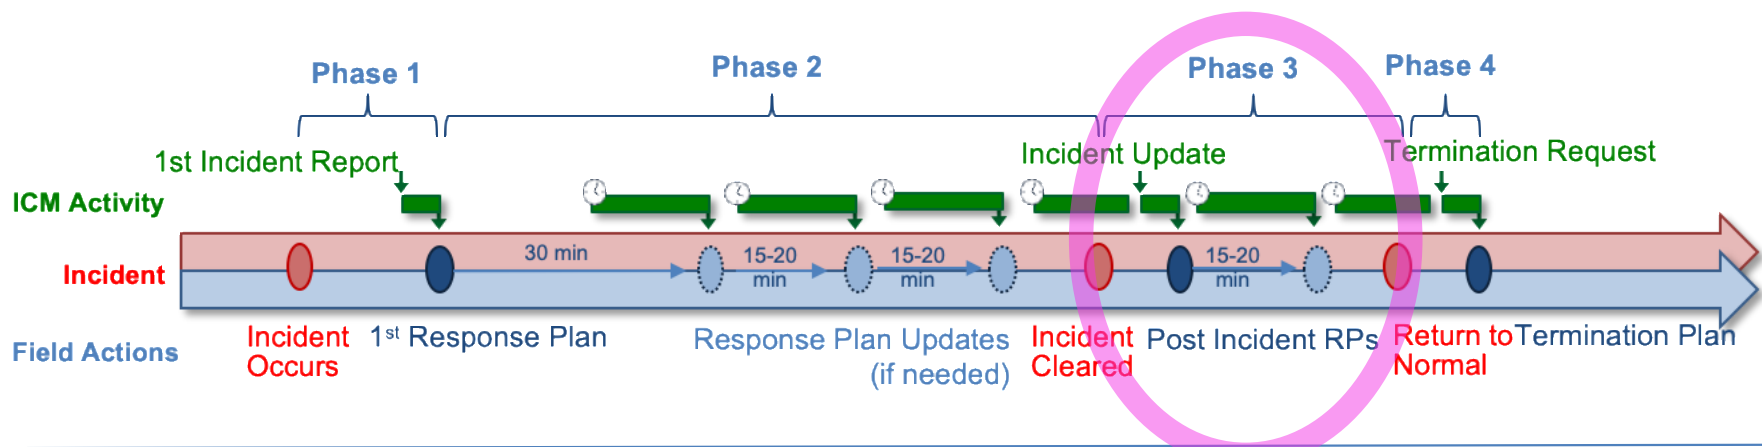 Phase 1
Phase 2
Phase 3
Phase 4
1st Incident Report
Incident Update
Termination Request
ICM Activity
Incident
30 min
15-20
min
15-20
min
15-20
min
Field Actions
Incident
Occurs
1st Response Plan
Response Plan Updates
(if needed)
Incident
Cleared
Post Incident RPs
Return to
Normal
Termination Plan